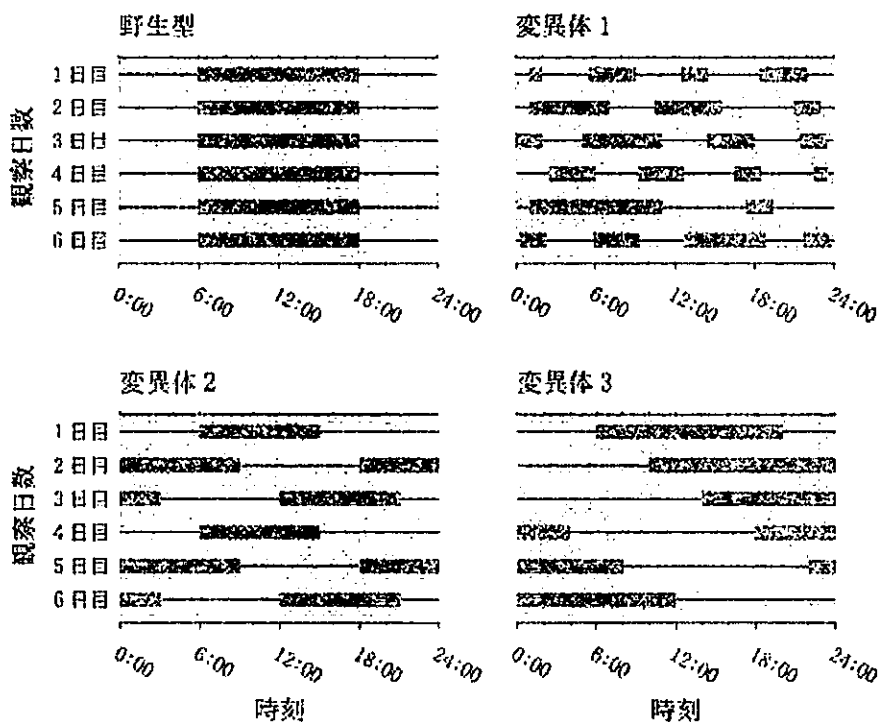 野生型
変異体 1
観察日数
1 日目
2 日目
3 日目
4 日目
5 日目
6 日目
0:00
6:00
12:00
18:00
24:00
0:00
6:00
12:00
18:00
24:00
変異体 2
変異体 3
観察日数
1 日目
2 日目
3 日目
4 日目
5 日目
6 日目
0:00
6:00
12:00
18:00
24:00
時刻
0:00
6:00
12:00
18:00
24:00
時刻